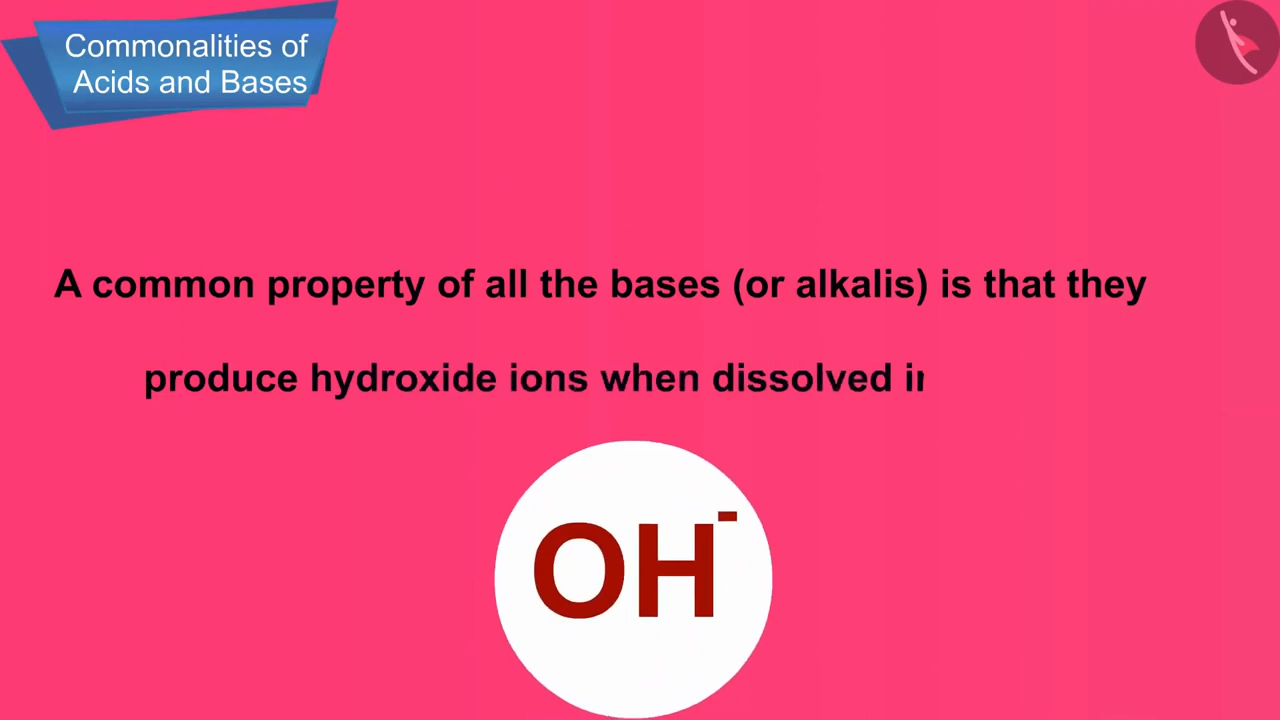 Commonalities of
Acids and Bases
A common property of all the bases (or alkalis) is that they
produce hydroxide ions when dissolved
OH-